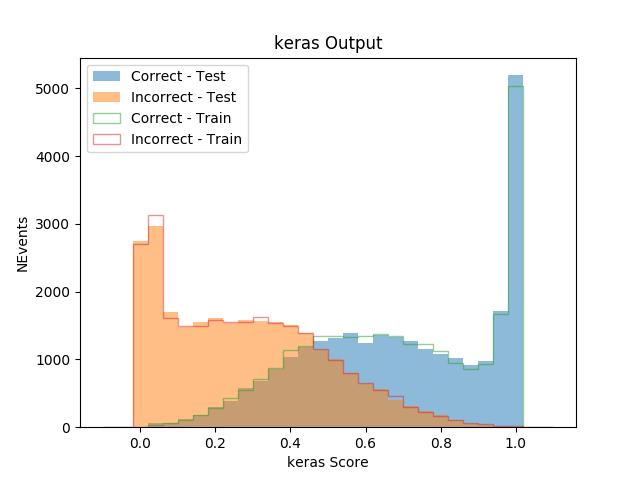 keras Output
Correct - Test
Incorrect - Test
Correct - Train
Incorrect - Train
5000
4000
3000
2000
1000
0
NEvents
0.0 0.2 0.4 0.6 0.8 1.0
keras Score